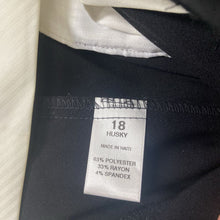 18
HUSKY
MADE IN HAITI
63% POLYESTER
33% RAYON
4% SPANDEX